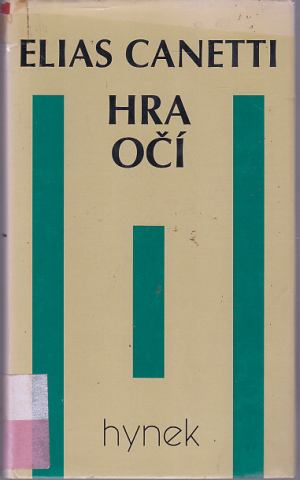 ELIAS CANETTI
HRA
OČÍ
hynek